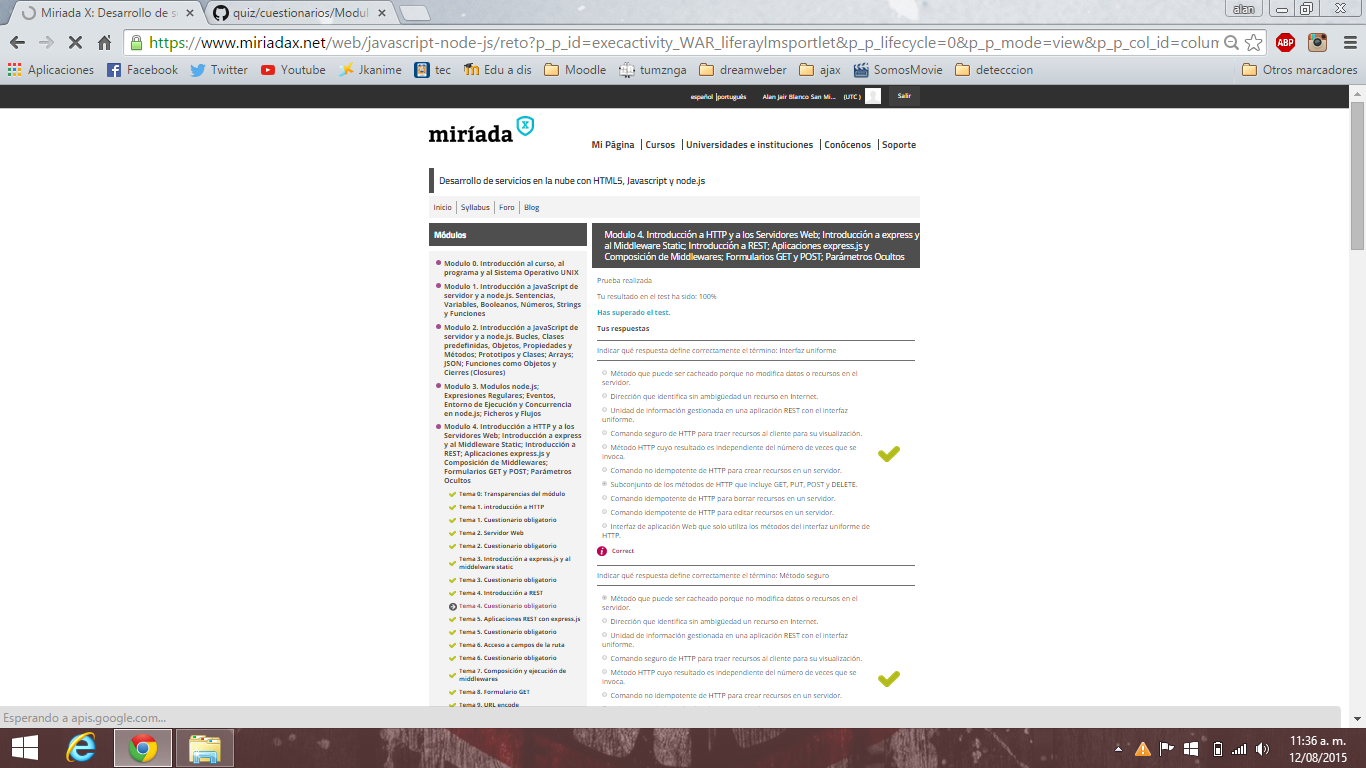 Miriada X: Desarrollo de s
quiz/cuestionarios/Modul
alan
https://www.miriadax.net/web/javascript-node-js/reto?p_p_id=execactivity_WAR_liferaylmsportlet&p_p_lifecycle=0&p_p_mode=view&p_p_col_id=colum
Aplicaciones
Facebook
Twitter
Youtube
Jkanime
tec
Edu a dis
Moodle
tumznga
dreamweber
ajax
SomosMovie
detecccion
Otros marcadores
español |português
Alan Jair Blanco San Mi...
(UTC )
Salir
miríada X
Mi Página
Cursos
Universidades e instituciones
Conócenos
Soporte
Desarrollo de servicios en la nube con HTML5, Javascript y node.js
Inicio
Syllabus
Foro
Blog
Módulos
Modulo 0. Introducción al curso, al
programa y al Sistema Operativo UNIX
Modulo 1. Introducción a JavaScript de
servidor y a node.js. Sentencias,
Variables, Booleanos, Números, Strings
y Funciones
Modulo 2. Introducción a JavaScript de
servidor y a node.js. Bucles, Clases
predefinidas, Objetos, Propiedades y
Métodos; Prototipos y Clases; Arrays;
JSON; Funciones como Objetos y
Cierres (Closures)
Modulo 3. Modulos node.js;
Expresiones Regulares; Eventos,
Entorno de Ejecución y Concurrencia
en node.js; Ficheros y Flujos
Modulo 4. Introducción a HTTP y a los
Servidores Web; Introducción a express
y al Middleware Static; Introducción a
REST; Aplicaciones express.js y
Composición de Middlewares;
Formularios GET y POST; Parámetros
Ocultos
Tema 0: Transparencias del módulo
Tema 1. introducción a HTTP
Tema 1. Cuestionario obligatorio
Tema 2. Servidor Web
Tema 2. Cuestionario obligatorio
Tema 3. Introducción a express.js y al
middelware static
Tema 3. Cuestionario obligatorio
Tema 4. Introducción a REST
Tema 4. Cuestionario obligatorio
Tema 5. Aplicaciones REST con express.js
Tema 5. Cuestionario obligatorio
Tema 6. Acceso a campos de la ruta
Tema 6. Cuestionario obligatorio
Tema 7. Composición y ejecución de
middlewares
Tema 8. Formulario GET
Tema 9. URL encode
Modulo 4. Introducción a HTTP y a los Servidores Web; Introducción a express y
al Middleware Static; Introducción a REST; Aplicaciones express.js y
Composición de Middlewares; Formularios GET y POST; Parámetros Ocultos
Prueba realizada
Tu resultado en el test ha sido: 100%
Has superado el test.
Tus respuestas
Indicar qué respuesta define correctamente el término: Interfaz uniforme
Método que puede ser cacheado porque no modifica datos o recursos en el
servidor.
Dirección que identifica sin ambigüedad un recurso en Internet.
Unidad de información gestionada en una aplicación REST con el interfaz
uniforme.
Comando seguro de HTTP para traer recursos al cliente para su visualización.
Método HTTP cuyo resultado es independiente del número de veces que se
invoca.
Comando no idempotente de HTTP para crear recursos en un servidor.
Subconjunto de los métodos de HTTP que incluye GET, PUT, POST y DELETE.
Comando idempotente de HTTP para borrar recursos en un servidor.
Comando idempotente de HTTP para editar recursos en un servidor.
Interfaz de aplicación Web que solo utiliza los métodos del interfaz uniforme de
HTTP.
Correct
Indicar qué respuesta define correctamente el término: Método seguro
Método que puede ser cacheado porque no modifica datos o recursos en el
servidor.
Dirección que identifica sin ambigüedad un recurso en Internet.
Unidad de información gestionada en una aplicación REST con el interfaz
uniforme.
Comando seguro de HTTP para traer recursos al cliente para su visualización.
Método HTTP cuyo resultado es independiente del número de veces que se
invoca.
Comando no idempotente de HTTP para crear recursos en un servidor.
Esperando a apis.google.com...
11:36 a. m.
12/08/2015